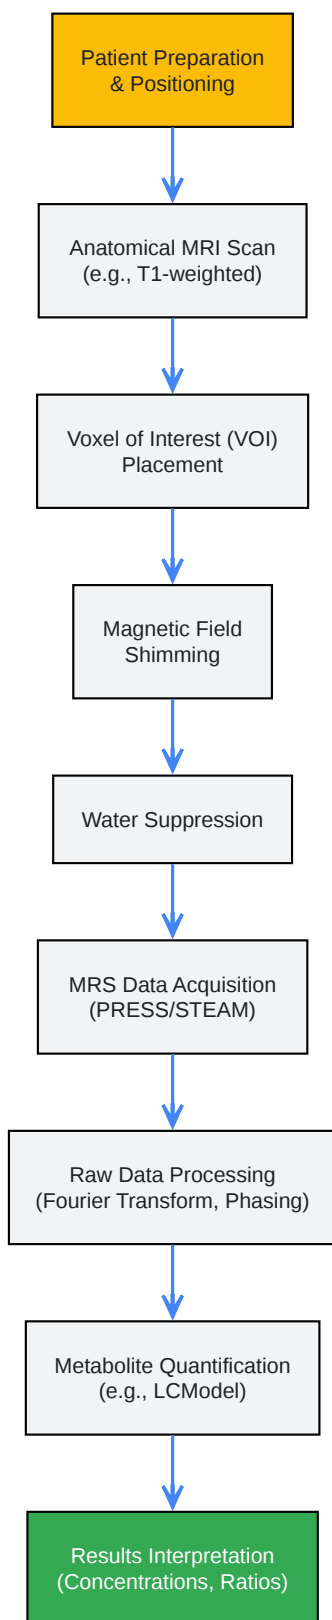 Patient Preparation
& Positioning
Anatomical MRI Scan
(e.g., T1-weighted)
Voxel of Interest (VOI)
Placement
Magnetic Field
Shimming
Water Suppression
MRS Data Acquisition
(PRESS/STEAM)
Raw Data Processing
(Fourier Transform, Phasing)
Metabolite Quantification
(e.g., LCModel)
Results Interpretation
(Concentrations, Ratios)